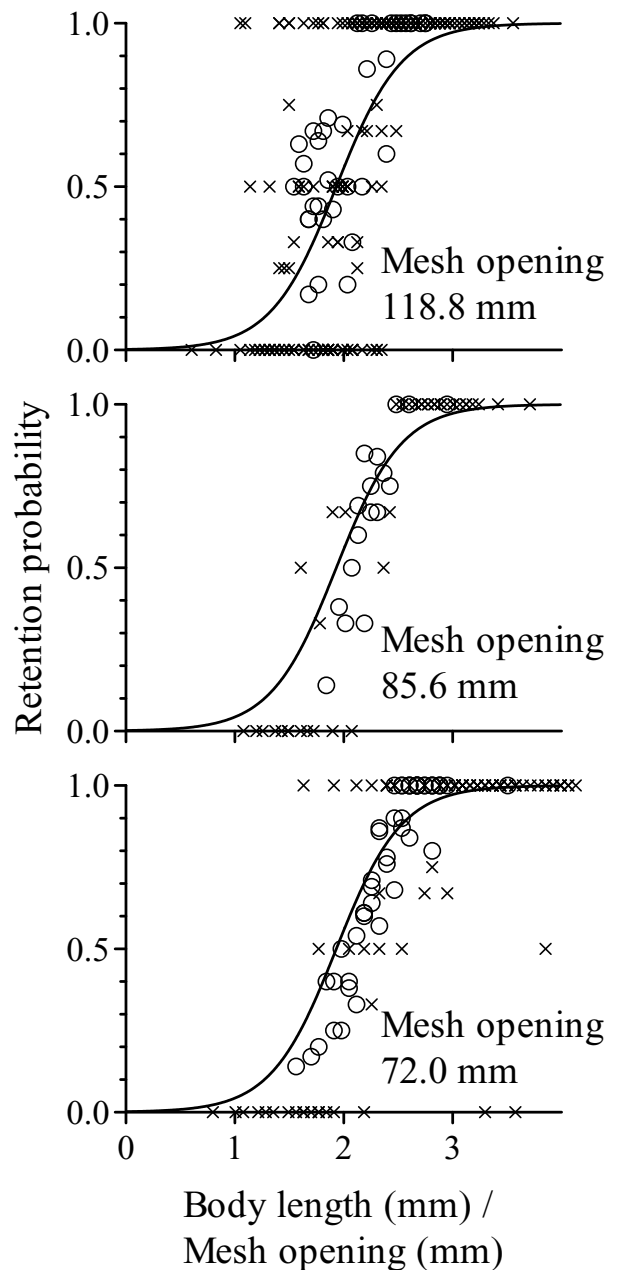 1.0
0.5
0.0
Mesh opening
118.8 mm
1.0
0.5
0.0
Mesh opening
85.6 mm
Retention probability
1.0
0.5
0.0
Mesh opening
72.0 mm
0 1 2 3
Body length (mm) /
Mesh opening (mm)